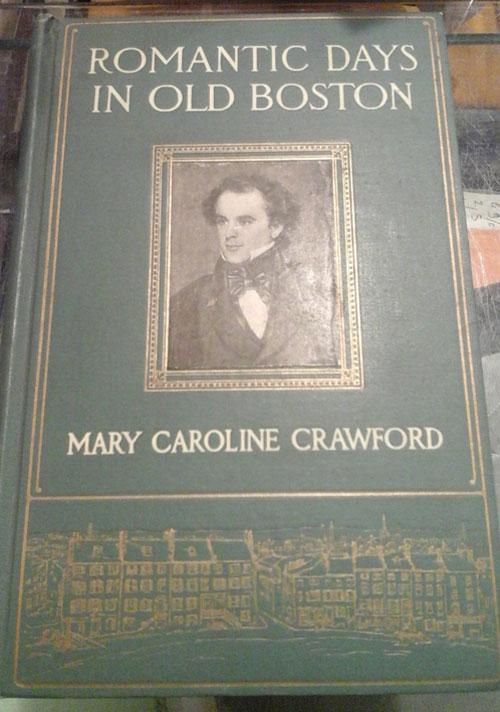 ROMANTIC DAYS
IN OLD BOSTON
MARY CAROLINE CRAWFORD